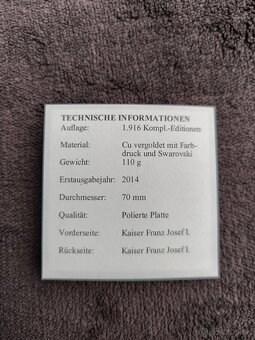 TECHNISCHE INFORMATIONEN
Auflage: 1.916 Kompl.-Editionen
Material: Cu vergoldet mit Farb-
druck und Swarovski
Gewicht: 110 g
Erstausgabejahr: 2014
Durchmesser: 70 mm
Qualität: Polierte Platte
Vorderseite: Kaiser Franz Josef I.
Rückseite: Kaiser Franz Josef I.